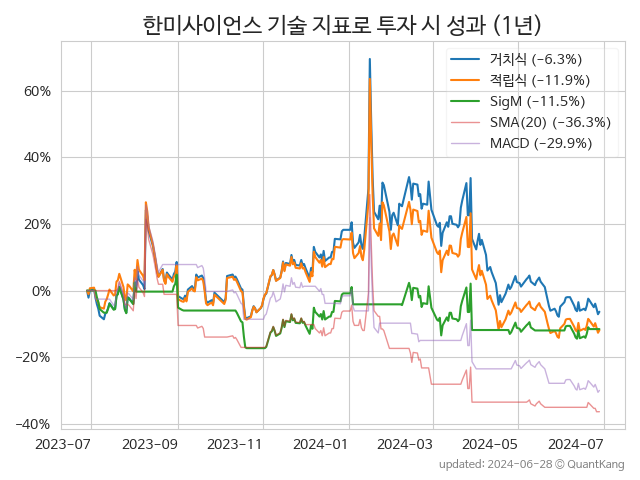 한미사이언스 기술 지표로 투자 시 성과 (1년)
거치식 (−6.3%)
적립식 (−11.9%)
SigM (−11.5%)
SMA(20) (−36.3%)
MACD (−29.9%)
60%
40%
20%
0%
−20%
−40%
2023-07 2023-09 2023-11 2024-01 2024-03 2024-05 2024-07
updated: 2024-06-28 © QuantKang